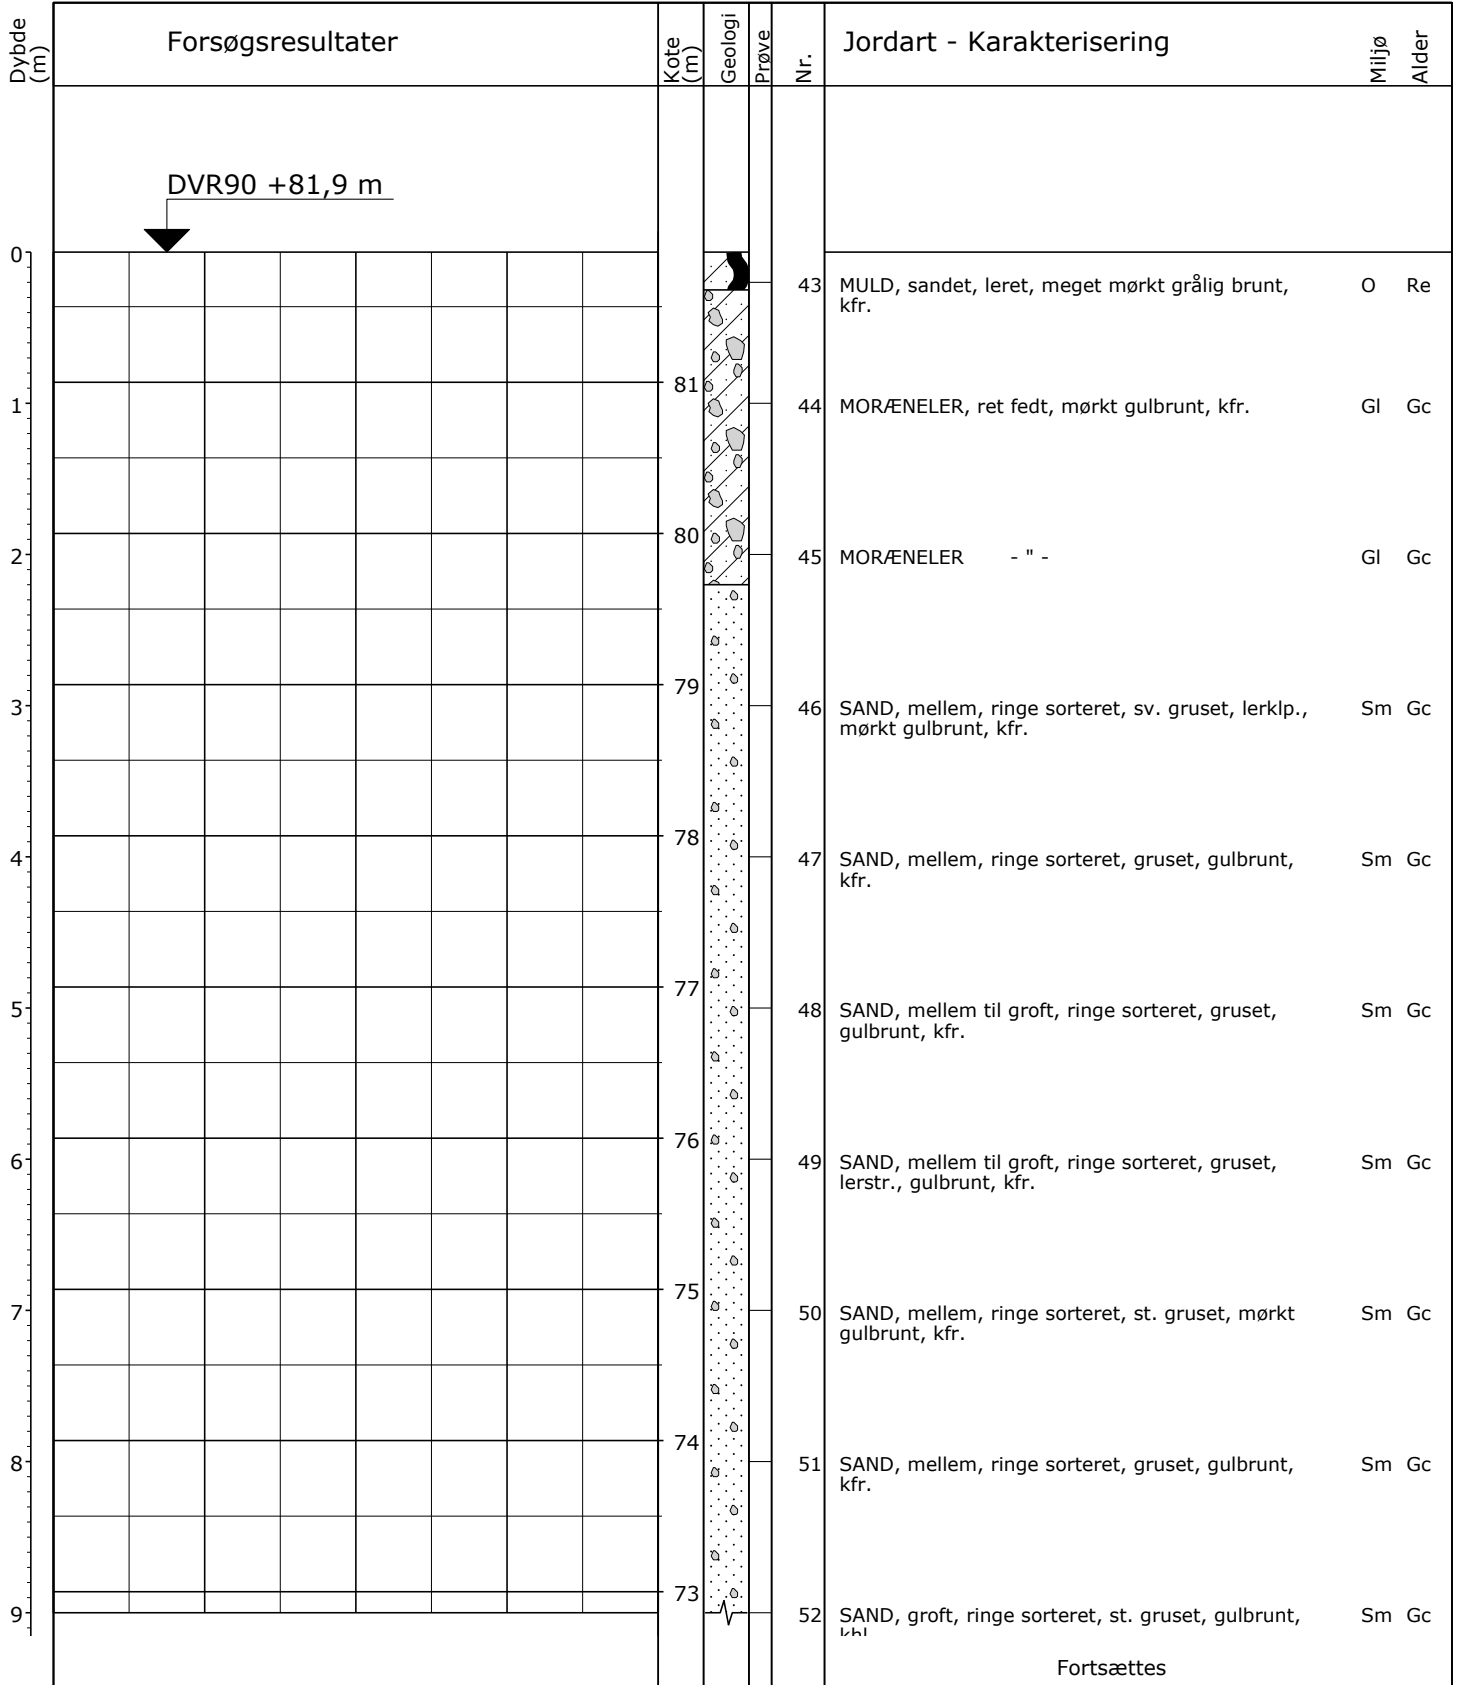 Dybde (m)
Forsøgsresultater
Kote (m)
Geologi
Prøve
Nr.
Jordart - Karakterisering
Miljø
Alder
DVR90 +81,9 m
0
43 MULD, sandet, leret, meget mørkt grålig brunt, O Re
kfr.
81
1
44 MORÆNELER, ret fedt, mørkt gulbrunt, kfr. Gl Gc
80
2
45 MORÆNELER - " - Gl Gc
79
3
46 SAND, mellem, ringe sorteret, sv. gruset, lerklp., Sm Gc
mørkt gulbrunt, kfr.
78
4
47 SAND, mellem, ringe sorteret, gruset, gulbrunt, Sm Gc
kfr.
77
5
48 SAND, mellem til groft, ringe sorteret, gruset, Sm Gc
gulbrunt, kfr.
76
6
49 SAND, mellem til groft, ringe sorteret, gruset, Sm Gc
lerstr., gulbrunt, kfr.
75
7
50 SAND, mellem, ringe sorteret, st. gruset, mørkt Sm Gc
gulbrunt, kfr.
74
8
51 SAND, mellem, ringe sorteret, gruset, gulbrunt, Sm Gc
kfr.
73
9
52 SAND, groft, ringe sorteret, st. gruset, gulbrunt, Sm Gc
Fortsættes